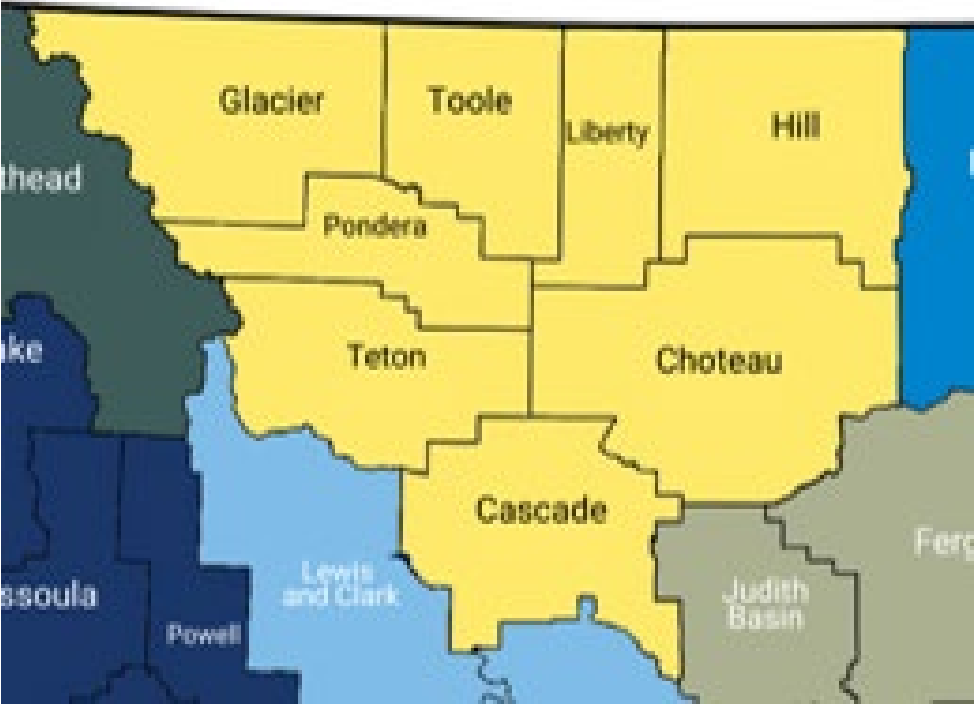 Glacier
Toole
Liberty
Hill
thead
Pondera
ake
Teton
Choteau
Cascade
Ferg
Lewis
and Clark
Judith
Basin
ssoula
Powell